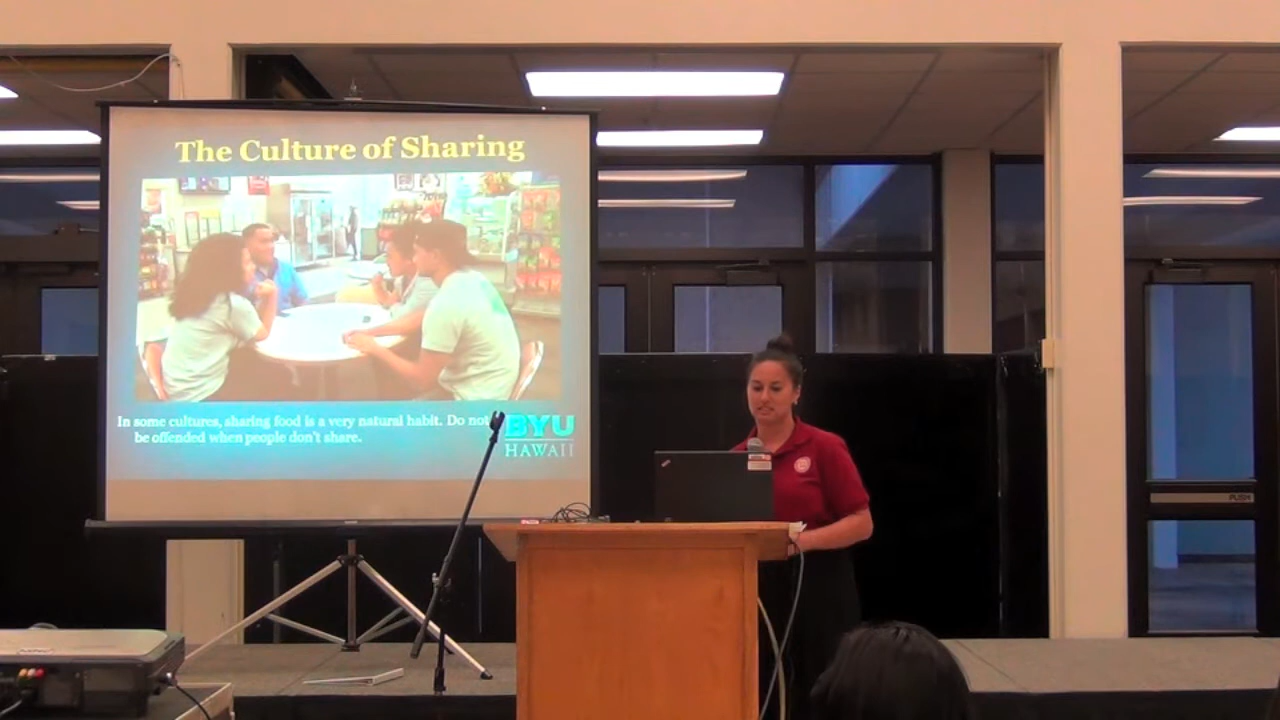 The Culture of Sharing
In some cultures, sharing food is a very natural habit. Do not
be offended when people don't share.
BYU
HAWAII
PUSH